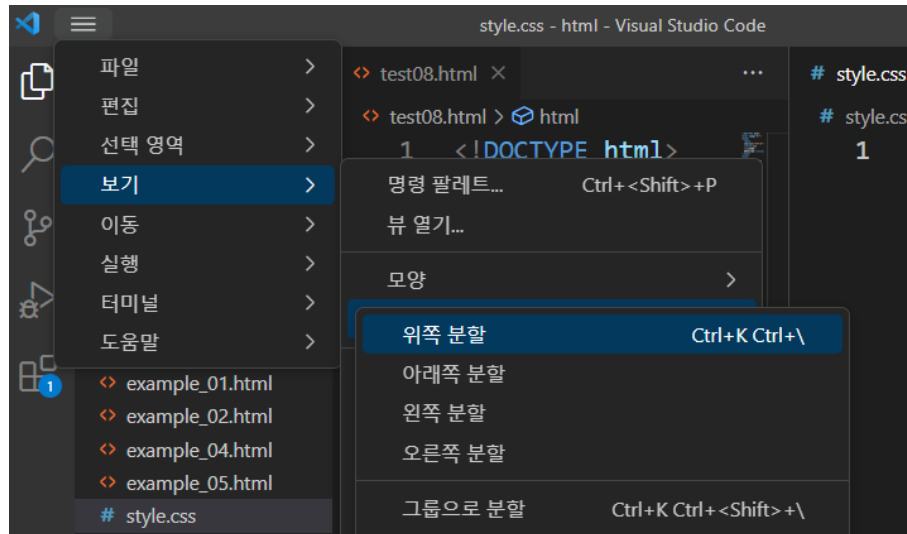 style.css - html - Visual Studio Code
파일
편집
선택 영역
보기
이동
실행
터미널
도움말
example_01.html
example_02.html
example_04.html
example_05.html
# style.css
test08.html
test08.html > html
1 <!DOCTYPE html>
명령 팔레트... Ctrl+<Shift>+P
뷰 열기...
모양
위쪽 분할 Ctrl+K Ctrl+\
아래쪽 분할
왼쪽 분할
오른쪽 분할
그룹으로 분할 Ctrl+K Ctrl+<Shift>+\
# style.css
# style.cs
1
1